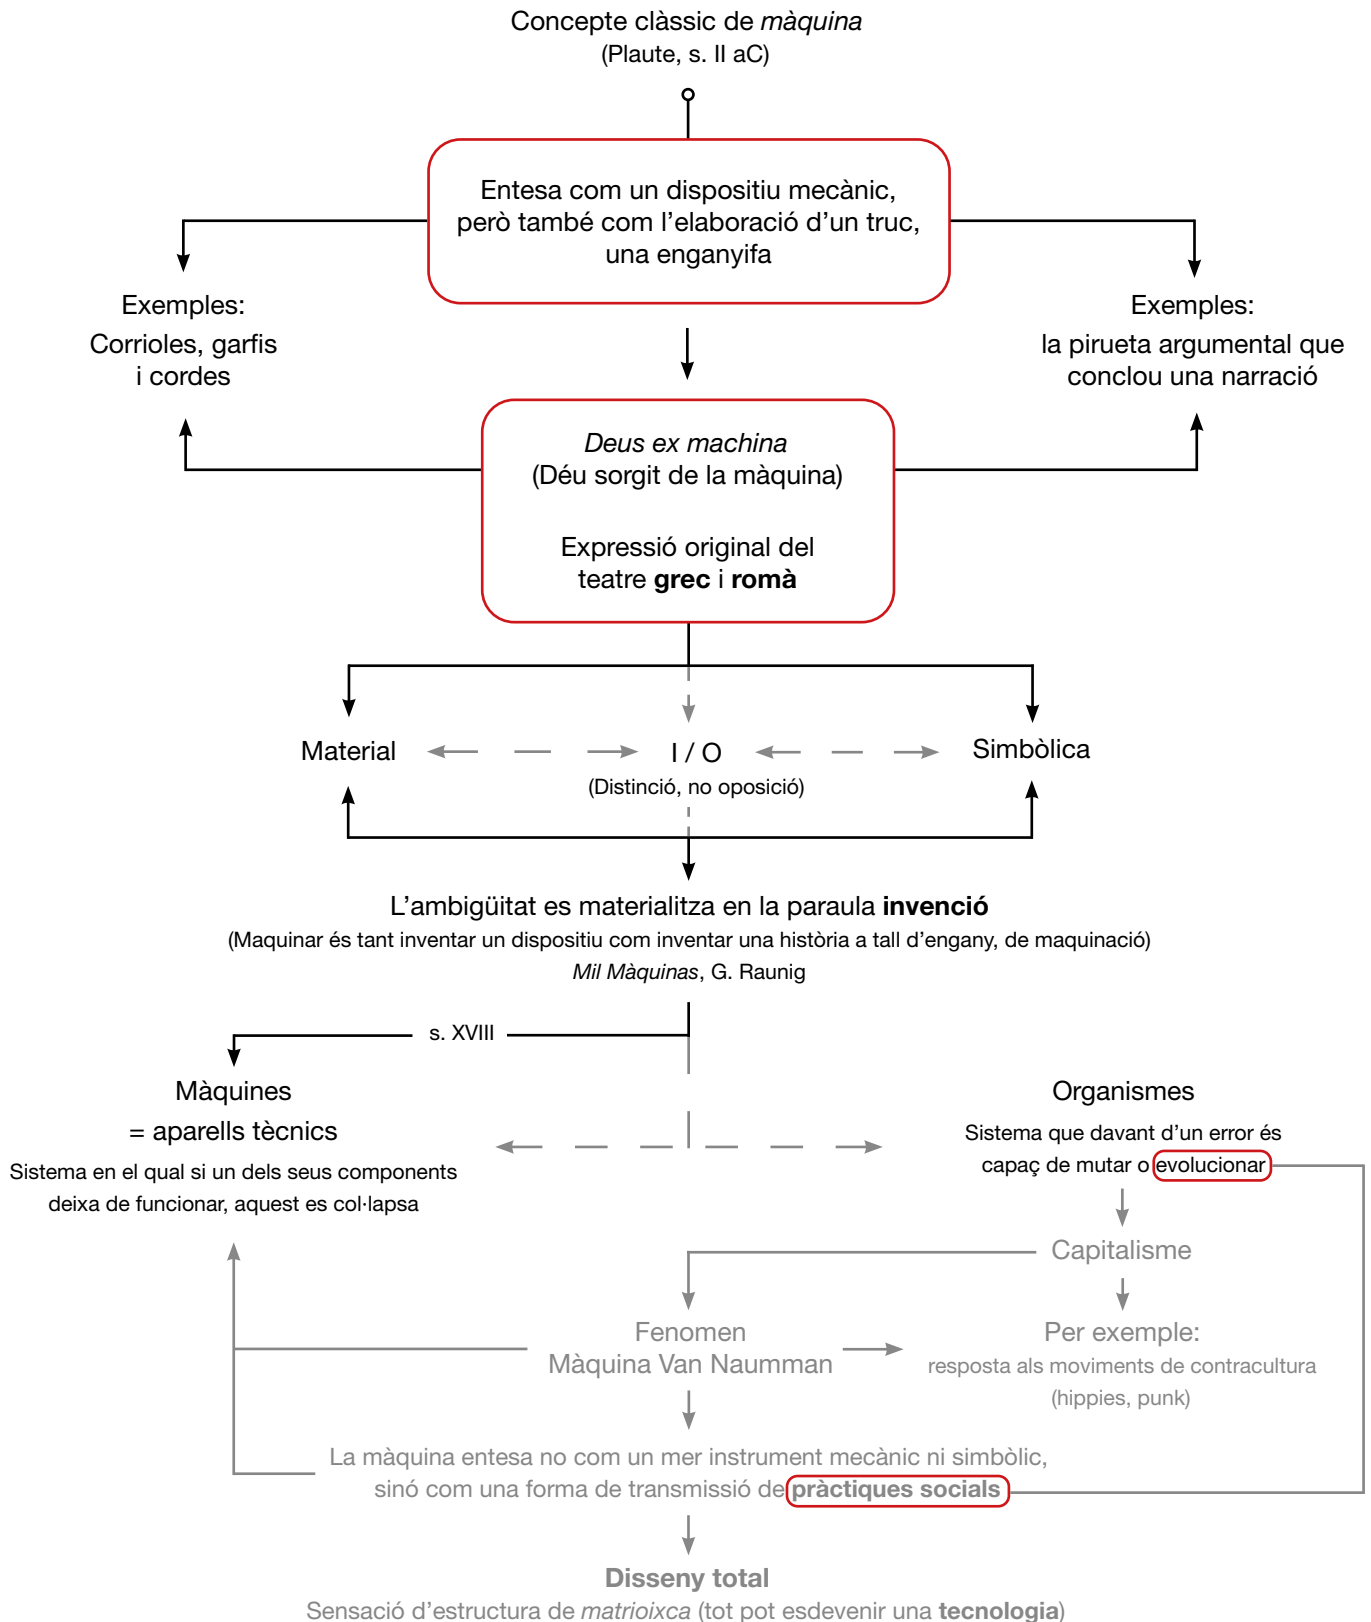 Concepte clàssic de màquina
(Plaute, s. II aC)
Entesa com un dispositiu mecànic,
però també com l'elaboració d'un truc,
una enganyifa
Exemples:
Corrioles, garfis
i cordes
Exemples:
la pirueta argumental que
conclou una narració
Deus ex machina
(Déu sorgit de la màquina)
Expressió original del
teatre grec i romà
Material
I / O
Simbòlica
(Distinció, no oposició)
L'ambigüitat es materialitza en la paraula invenció
(Maquinar és tant inventar un dispositiu com inventar una història a tall d'engany, de maquinació)
Mil Màquinas, G. Raunig
s. XVIII
Màquines
= aparells tècnics
Sistema en el qual si un dels seus components
deixa de funcionar, aquest es col·lapsa
Organismes
Sistema que davant d'un error és
capaç de mutar o evolucionar
Capitalisme
Fenomen
Màquina Van Naumman
Per exemple:
resposta als moviments de contracultura
(hippies, punk)
La màquina entesa no com un mer instrument mecànic ni simbòlic,
sinó com una forma de transmissió de pràctiques socials
Disseny total
Sensació d'estructura de matrioixca (tot pot esdevenir una tecnologia)